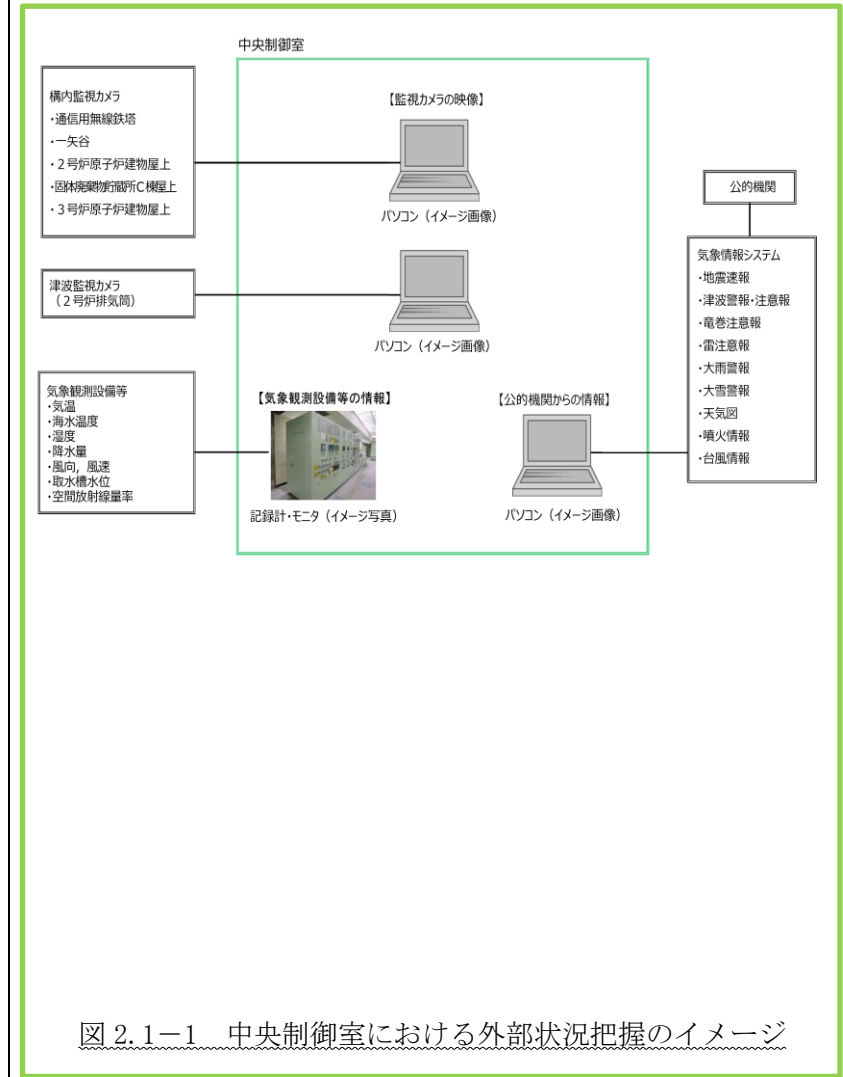 中央制御室
構内監視カメラ
・通信用無線鉄塔
・一矢谷
・２号炉原子炉建物屋上
・固体廃棄物貯蔵所Ｃ棟屋上
・３号炉原子炉建物屋上
【監視カメラの映像】
パソコン（イメージ画像）
津波監視カメラ
（２号炉排気筒）
パソコン（イメージ画像）
気象観測設備等
・気温
・海水温度
・湿度
・降水量
・風向，風速
・取水槽水位
・空間放射線量率
【気象観測設備等の情報】
記録計・モニタ（イメージ写真）
【公的機関からの情報】
パソコン（イメージ画像）
公的機関
気象情報システム
・地震速報
・津波警報・注意報
・竜巻注意報
・雷注意報
・大雨警報
・大雪警報
・天気図
・噴火情報
・台風情報
図 2.1－1　中央制御室における外部状況把握のイメージ